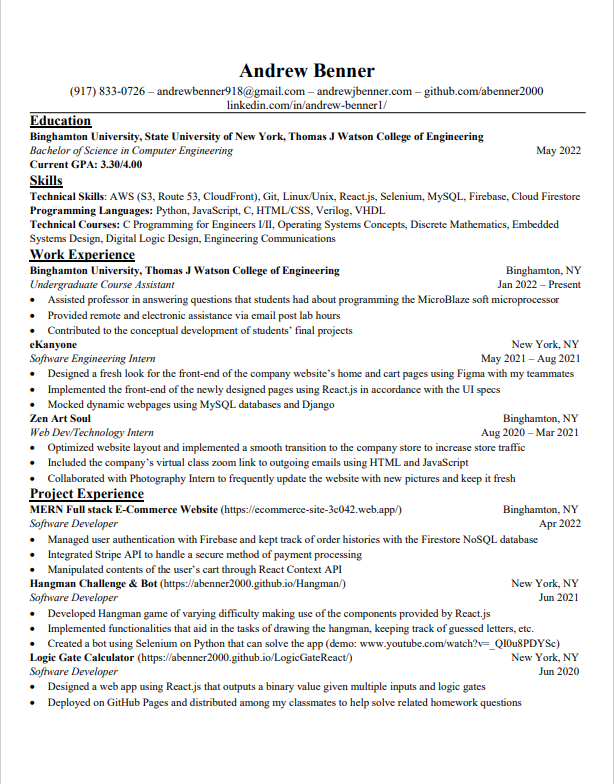 Andrew Benner
(917) 833-0726 – andrewbenner918@gmail.com – andrewjbenner.com – github.com/abenner2000
linkedin.com/in/andrew-benner1/
Education
Binghamton University, State University of New York, Thomas J Watson College of Engineering
Bachelor of Science in Computer Engineering May 2022
Current GPA: 3.30/4.00
Skills
Technical Skills: AWS (S3, Route 53, CloudFront), Git, Linux/Unix, React.js, Selenium, MySQL, Firebase, Cloud Firestore
Programming Languages: Python, JavaScript, C, HTML/CSS, Verilog, VHDL
Technical Courses: C Programming for Engineers I/II, Operating Systems Concepts, Discrete Mathematics, Embedded
Systems Design, Digital Logic Design, Engineering Communications
Work Experience
Binghamton University, Thomas J Watson College of Engineering Binghamton, NY
Undergraduate Course Assistant Jan 2022 – Present
• Assisted professor in answering questions that students had about programming the MicroBlaze soft microprocessor
• Provided remote and electronic assistance via email post lab hours
• Contributed to the conceptual development of students' final projects
eKanyone New York, NY
Software Engineering Intern May 2021 – Aug 2021
• Designed a fresh look for the front-end of the company website's home and cart pages using Figma with my teammates
• Implemented the front-end of the newly designed pages using React.js in accordance with the UI specs
• Mocked dynamic webpages using MySQL databases and Django
Zen Art Soul Binghamton, NY
Web Dev/Technology Intern Aug 2020 – Mar 2021
• Optimized website layout and implemented a smooth transition to the company store to increase store traffic
• Included the company's virtual class zoom link to outgoing emails using HTML and JavaScript
• Collaborated with Photography Intern to frequently update the website with new pictures and keep it fresh
Project Experience
MERN Full stack E-Commerce Website (https://ecommerce-site-3c042.web.app/) Binghamton, NY
Software Developer Apr 2022
• Managed user authentication with Firebase and kept track of order histories with the Firestore NoSQL database
• Integrated Stripe API to handle a secure method of payment processing
• Manipulated contents of the user's cart through React Context API
Hangman Challenge & Bot (https://abenner2000.github.io/Hangman/) New York, NY
Software Developer Jun 2021
• Developed Hangman game of varying difficulty making use of the components provided by React.js
• Implemented functionalities that aid in the tasks of drawing the hangman, keeping track of guessed letters, etc.
• Created a bot using Selenium on Python that can solve the app (demo: www.youtube.com/watch?v=_QI0u8PDYSc)
Logic Gate Calculator (https://abenner2000.github.io/LogicGateReact/) New York, NY
Software Developer Jun 2020
• Designed a web app using React.js that outputs a binary value given multiple inputs and logic gates
• Deployed on GitHub Pages and distributed among my classmates to help solve related homework questions